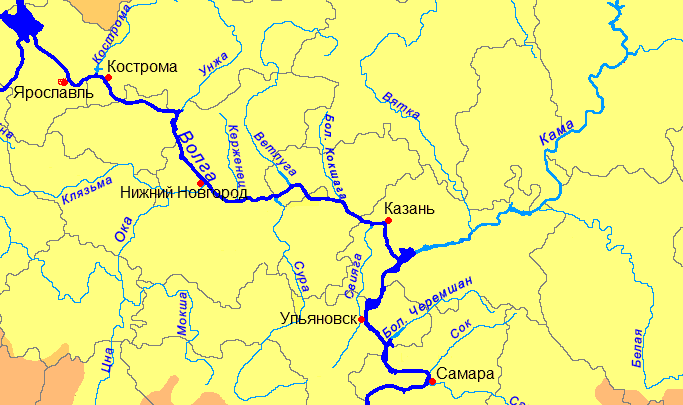 Кострома
Кострома
Унжа
Ярославль
Вятка
Кама
Волга
Керженец
Ветлуга
Бол. Кокшага
Клязьма
Нижний Новгород
Казань
Ока
Сура
Свияга
Мокша
Ульяновск
Бол. Черемшан
Сок
Белая
Цна
Самара